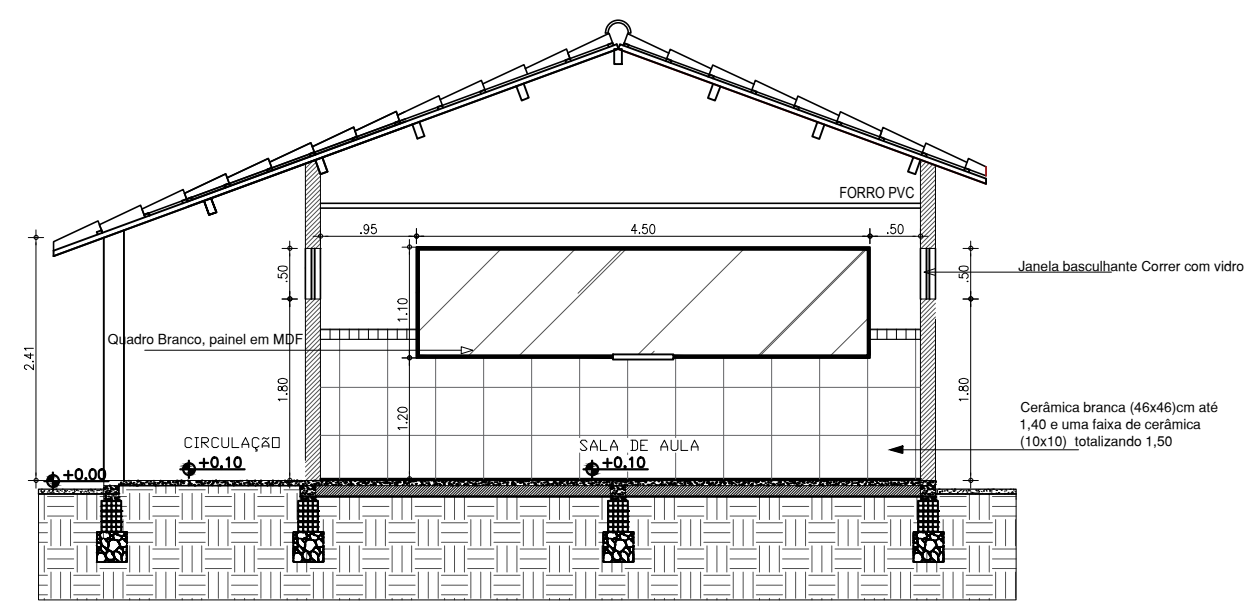 FORRO PVC
.95
4.50
.50
.50
.50
Janela basculhante Correr com vidro
1.10
Quadro Branco, painel em MDF
2.41
1.80
1.20
1.80
Cerâmica branca (46x46)cm até
1,40 e uma faixa de cerâmica
(10x10) totalizando 1,50
CIRCULAÇÃO
SALA DE AULA
+0.00
+0.10
+0.10